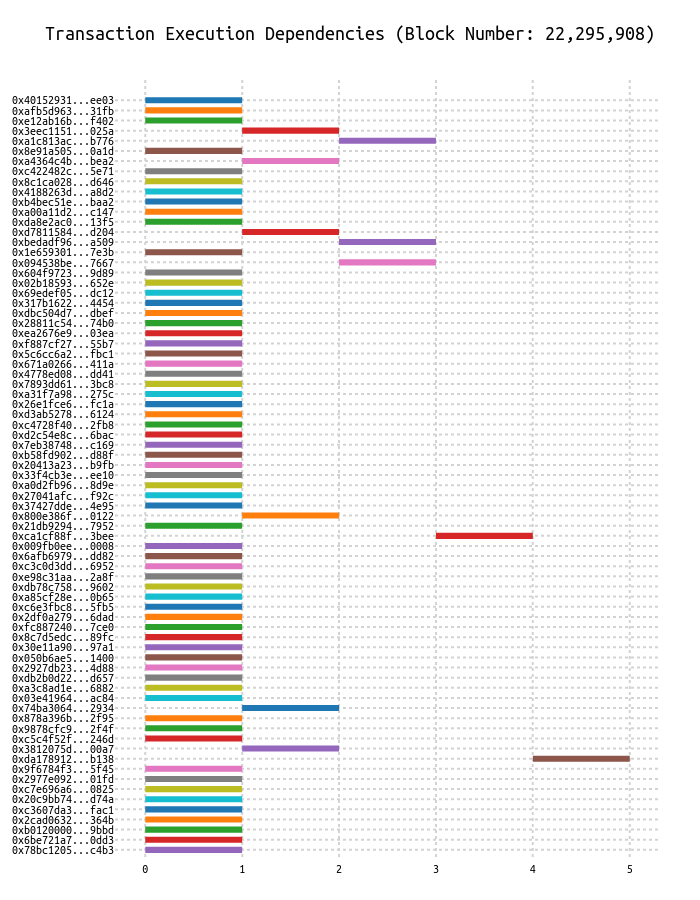 Transaction Execution Dependencies (Block Number: 22,295,908)
0x40152931...ee03
0xafb5d963...31fb
0xe12ab16b...f402
0x3eec1151...025a
0xa1c813ac...b776
0x8e91a505...0a1d
0xa4364c4b...bea2
0xc422482c...5e71
0x8c1ca028...d646
0x4188263d...a8d2
0xb4bec51e...baa2
0xa00a11d2...c147
0xda8e2ac0...13f5
0xd7811584...d204
0xbedadf96...a509
0x1e659301...7e3b
0x094538be...7667
0x604f9723...9d89
0x02b18593...652e
0x69edef05...dc12
0x317b1622...4454
0xdbc504d7...dbef
0x28811c54...74b0
0xea2676e9...03ea
0xf887cf27...55b7
0x5c6cc6a2...fbc1
0x671a0266...411a
0x4778ed08...dd41
0x7893dd61...3bc8
0xa31f7a98...275c
0x26e1fce6...fc1a
0xd3ab5278...6124
0xc4728f40...2fb8
0xd2c54e8c...6bac
0x7eb38748...c169
0xb58fd902...d88f
0x20413a23...b9fb
0x33f4cb3e...ee10
0xa0d2fb96...8d9e
0x27041afc...f92c
0x37427dde...4e95
0x800e386f...0122
0x21db9294...7952
0xca1cf88f...3bee
0x009fb0ee...0008
0x6afb6979...dd82
0xc3c0d3dd...6952
0xe98c31aa...2a8f
0xdb78c758...9602
0xa85cf28e...0b65
0xc6e3fbc8...5fb5
0x2df0a279...6dad
0xfc887240...7ce0
0x8c7d5edc...89fc
0x30e11a90...97a1
0x050b6ae5...1400
0x2927db23...4d88
0xdb2b0d22...d657
0xa3c8ad1e...6882
0x03e41964...ac84
0x74ba3064...2934
0x878a396b...2f95
0x9878cfc9...2f4f
0xc5c4f52f...246d
0x3812075d...00a7
0xda178912...b138
0x9f6784f3...5f45
0x2977e092...01fd
0xc7e696a6...0825
0x20c9bb74...d74a
0xc3607da3...fac1
0x2cad0632...364b
0xb0120000...9bbd
0x6be721a7...0dd3
0x78bc1205...c4b3
0 1 2 3 4 5